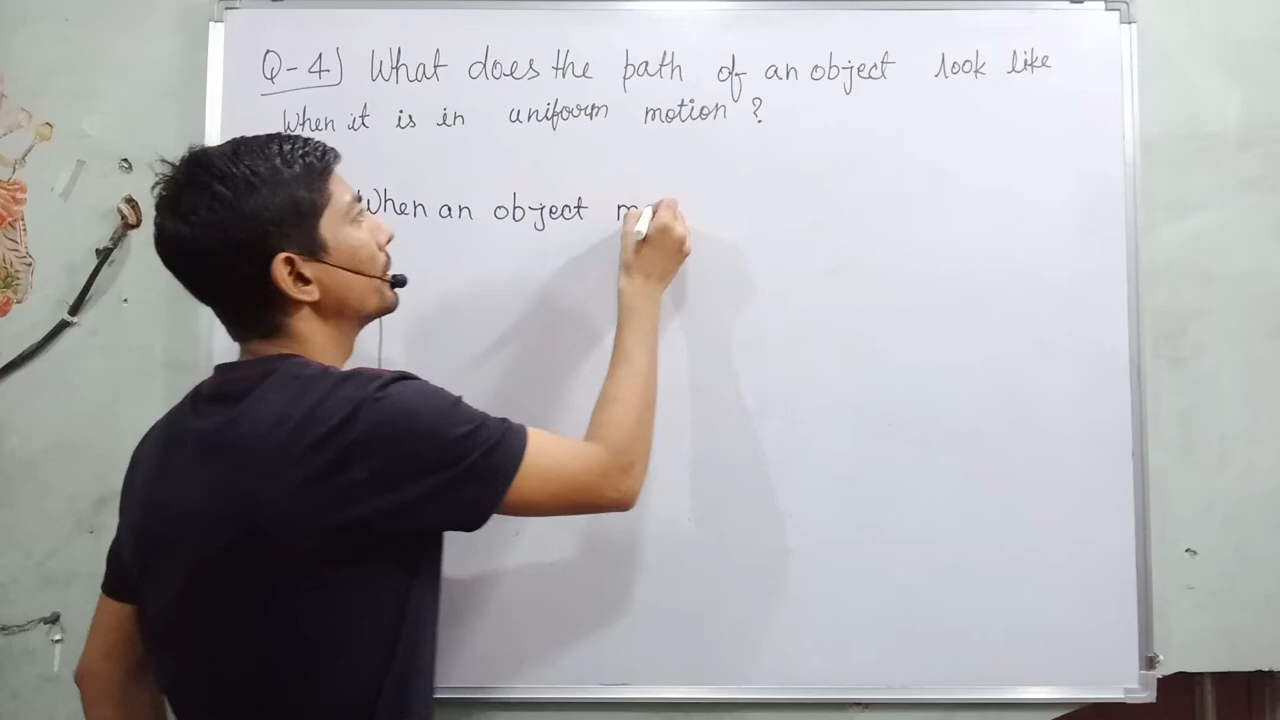 Q-4) What does the path of an object look like
When it is in uniform motion ?
When an object